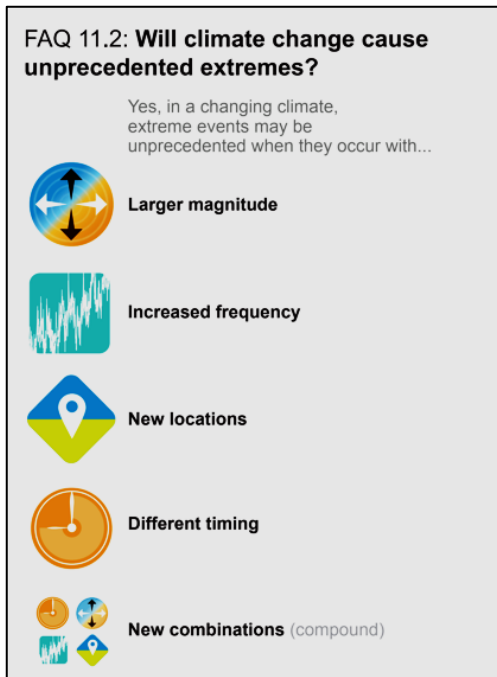 FAQ 11.2: Will climate change cause
unprecedented extremes?
Yes, in a changing climate,
extreme events may be
unprecedented when they occur with...
Larger magnitude
Increased frequency
New locations
Different timing
New combinations (compound)